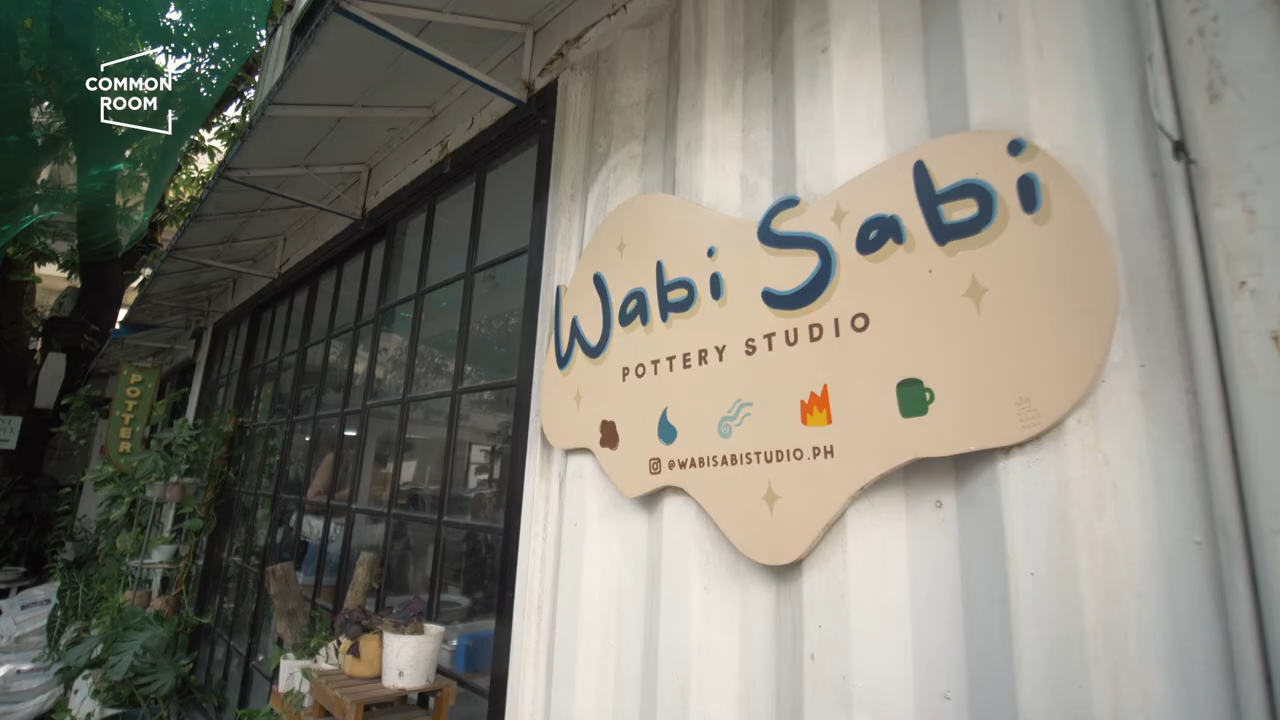 COMMON
ROOM
Wabi Sabi
POTTERY STUDIO
@WABISABISTUDIO.PH
POTTER